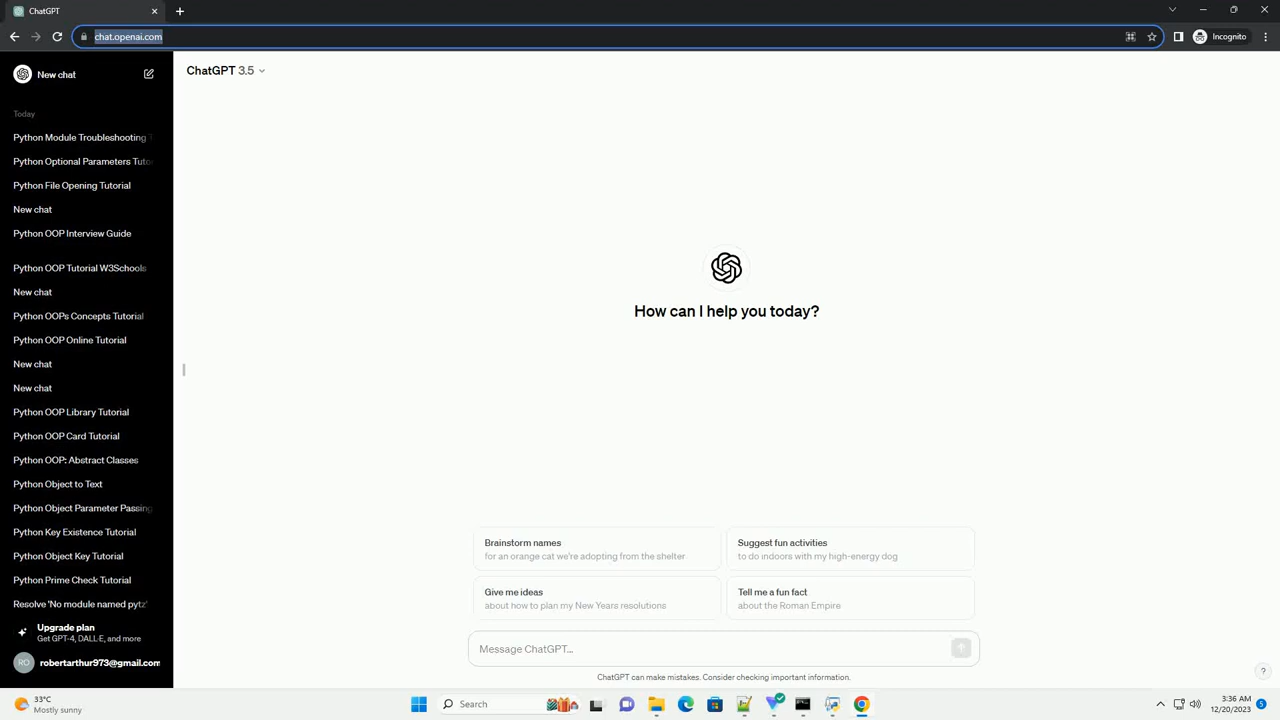 ChatGPT
chat.openai.com
Incognito
New chat
ChatGPT 3.5
Today
Python Module Troubleshooting
Python Optional Parameters Tuto
Python File Opening Tutorial
New chat
Python OOP Interview Guide
Python OOP Tutorial W3Schools
New chat
Python OOPs Concepts Tutorial
Python OOP Online Tutorial
New chat
New chat
Python OOP Library Tutorial
Python OOP Card Tutorial
Python OOP: Abstract Classes
Python Object to Text
Python Object Parameter Passing
Python Key Existence Tutorial
Python Object Key Tutorial
Python Prime Check Tutorial
Resolve 'No module named pytz'
Upgrade plan
Get GPT-4, DALL·E, and more
RO
robertarthur973@gmail.com
How can I help you today?
Brainstorm names
for an orange cat we're adopting from the shelter
Suggest fun activities
to do indoors with my high-energy dog
Give me ideas
about how to plan my New Years resolutions
Tell me a fun fact
about the Roman Empire
Message ChatGPT...
ChatGPT can make mistakes. Consider checking important information.
?
33°C
Mostly sunny
Search
3:36 AM
12/20/2023
5